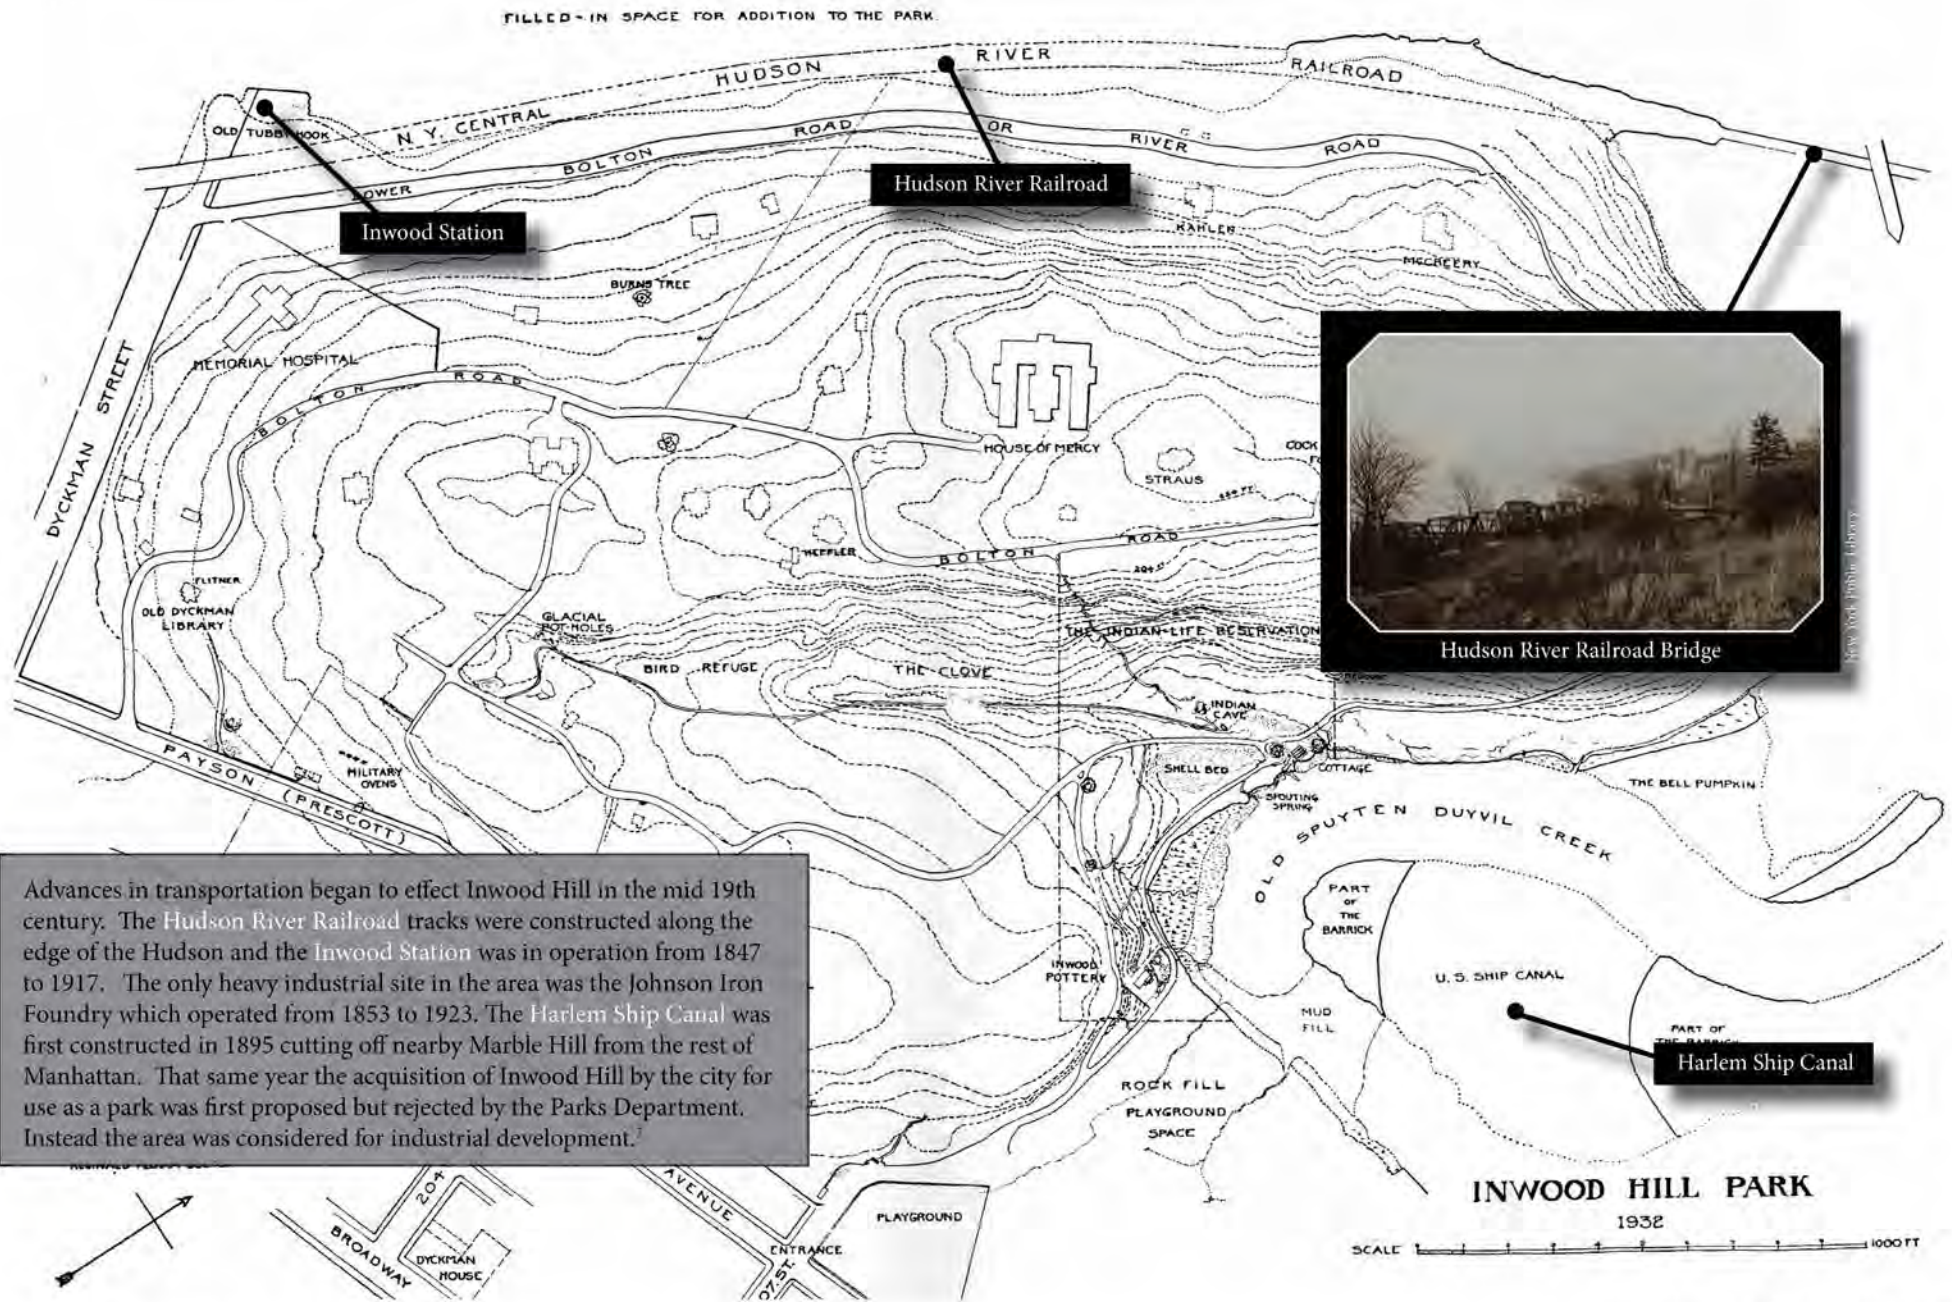 FILLED-IN SPACE FOR ADDITION TO THE PARK.
HUDSON RIVER RAILROAD
N.Y. CENTRAL
OLD TUBBY HOOK
LOWER BOLTON ROAD OR RIVER ROAD
Hudson River Railroad
Inwood Station
KAHLER
MCCREERY
BURNS TREE
MEMORIAL HOSPITAL
DYCKMAN STREET
BOLTON ROAD
HOUSE OF MERCY
STRAUS
COCK
HEFFLER
BOLTON ROAD
FLITNER
OLD DYCKMAN
LIBRARY
GLACIAL
POT-HOLES
BIRD REFUGE
THE CLOVE
THE INDIAN-LIFE RESERVATION
Hudson River Railroad Bridge
New York Public Library
INDIAN
CAVE
SHELL BED
COTTAGE
SPOUTING
SPRING
THE BELL PUMPKIN
OLD SPUYTEN DUYVIL CREEK
PAYSON (PRESCOTT)
MILITARY
OVENS
PART
OF
THE
BARRICK
U.S. SHIP CANAL
INWOOD
POTTERY
MUD
FILL
PART OF
Harlem Ship Canal
ROCK FILL
PLAYGROUND
SPACE
Advances in transportation began to effect Inwood Hill in the mid 19th
century. The Hudson River Railroad tracks were constructed along the
edge of the Hudson and the Inwood Station was in operation from 1847
to 1917. The only heavy industrial site in the area was the Johnson Iron
Foundry which operated from 1853 to 1923. The Harlem Ship Canal was
first constructed in 1895 cutting off nearby Marble Hill from the rest of
Manhattan. That same year the acquisition of Inwood Hill by the city for
use as a park was first proposed but rejected by the Parks Department.
Instead the area was considered for industrial development.7
204
BROADWAY
DYCKMAN
HOUSE
AVENUE
PLAYGROUND
ENTRANCE
07. ST.
INWOOD HILL PARK
1932
SCALE 1000 FT